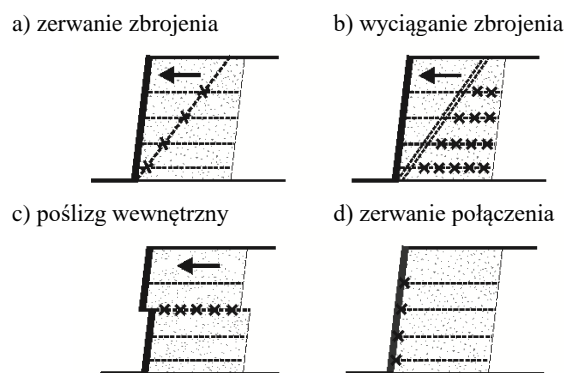 a) zerwanie zbrojenia
b) wyciąganie zbrojenia
c) poślizg wewnętrzny
d) zerwanie połączenia